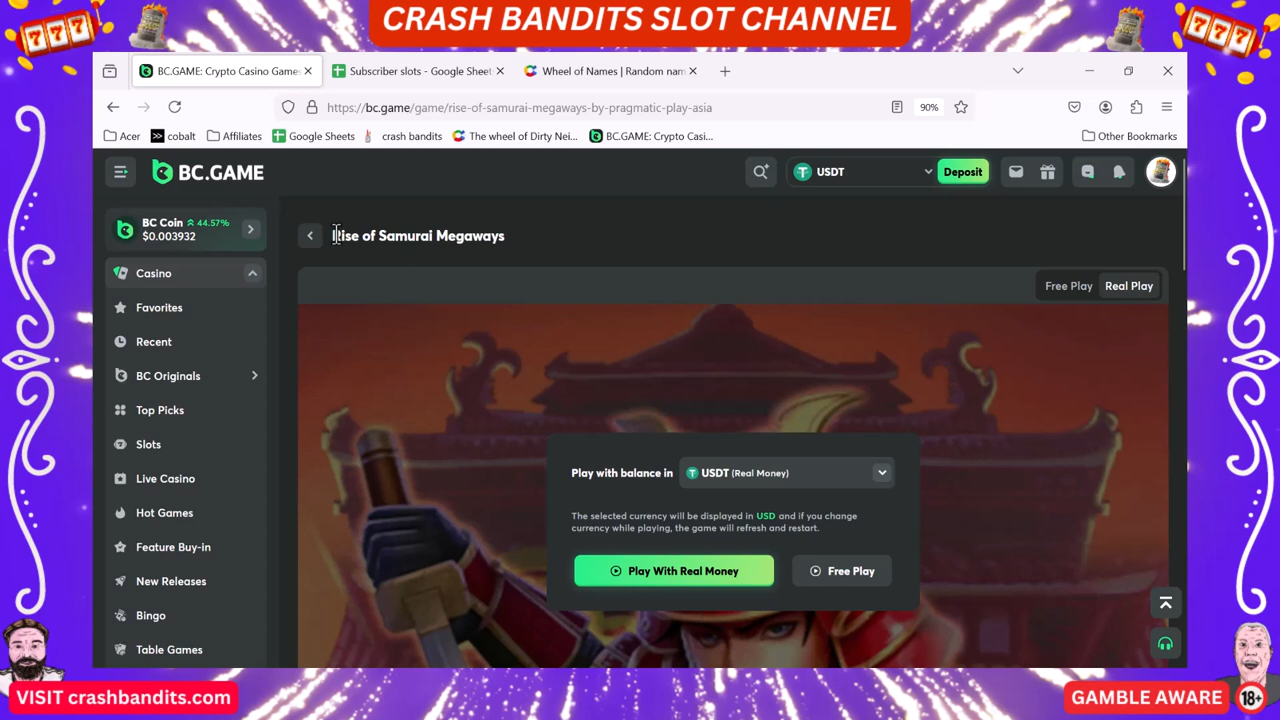 CRASH BANDITS SLOT CHANNEL
777
777
BC.GAME: Crypto Casino Game
Subscriber slots - Google Sheet
Wheel of Names | Random nam
https://bc.game/game/rise-of-samurai-megaways-by-pragmatic-play-asia
90%
Acer
cobalt
Affiliates
Google Sheets
crash bandits
The wheel of Dirty Nei...
BC.GAME: Crypto Casi...
Other Bookmarks
BC.GAME
USDT
Deposit
BC Coin 44.57%
$0.003932
Rise of Samurai Megaways
Casino
Free Play
Real Play
Favorites
Recent
BC Originals
Top Picks
Slots
Live Casino
Hot Games
Feature Buy-in
New Releases
Bingo
Table Games
Play with balance in
USDT (Real Money)
The selected currency will be displayed in USD and if you change
currency while playing, the game will refresh and restart.
Play With Real Money
Free Play
VISIT crashbandits.com
GAMBLE AWARE
18+